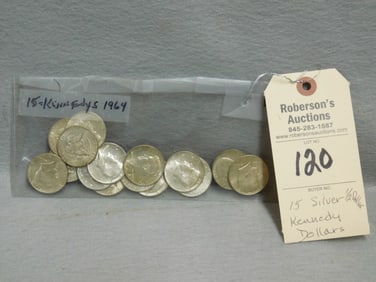 15-Kennedys 1964
Roberson's
Auctions
845-283-1687
www.robersonsauctions.com
LOT NO.
120
BUYER NO.
15 Silver 1/2
Kennedy
Dollars